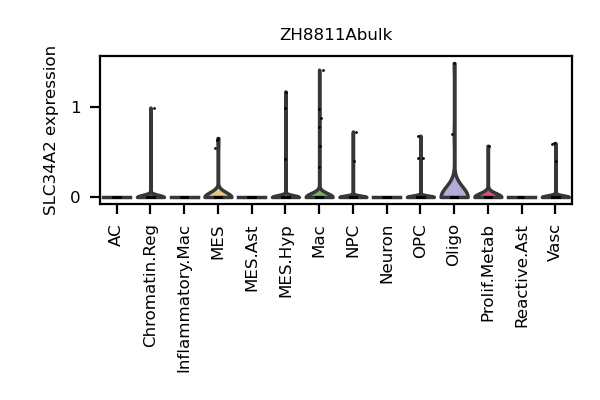 ZH8811Abulk
SLC34A2 expression
1
0
AC
Chromatin.Reg
Inflammatory.Mac
MES
MES.Ast
MES.Hyp
Mac
NPC
Neuron
OPC
Oligo
Prolif.Metab
Reactive.Ast
Vasc